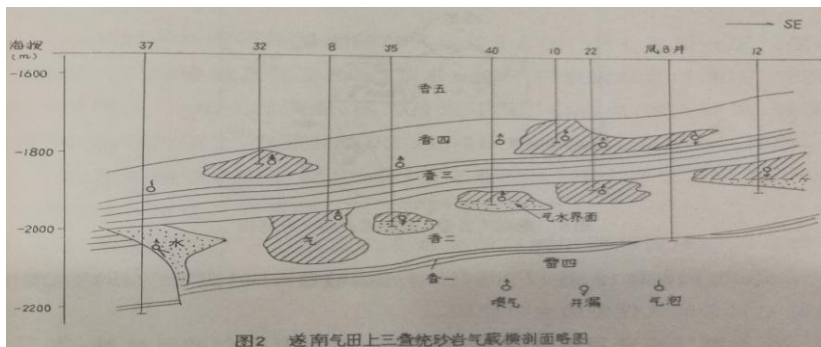 SE
海拔
(m)
37 32 8 35 40 10 22 凤8井 12
-1600
香五
香四
-1800
香三
气水界面
-2000
水
气
香二
香一
雷四
喷气 井漏 气泡
-2200
图2 遂南气田上三叠统砂岩气藏横剖面略图